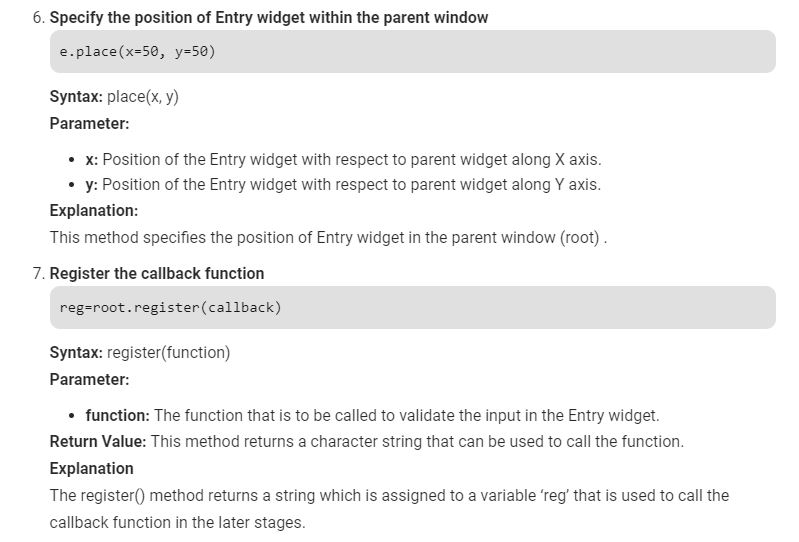 6. Specify the position of Entry widget within the parent window
e.place(x=50, y=50)
Syntax: place(x, y)
Parameter:
• x: Position of the Entry widget with respect to parent widget along X axis.
• y: Position of the Entry widget with respect to parent widget along Y axis.
Explanation:
This method specifies the position of Entry widget in the parent window (root) .
7. Register the callback function
reg=root.register(callback)
Syntax: register(function)
Parameter:
• function: The function that is to be called to validate the input in the Entry widget.
Return Value: This method returns a character string that can be used to call the function.
Explanation
The register() method returns a string which is assigned to a variable ‘reg’ that is used to call the
callback function in the later stages.